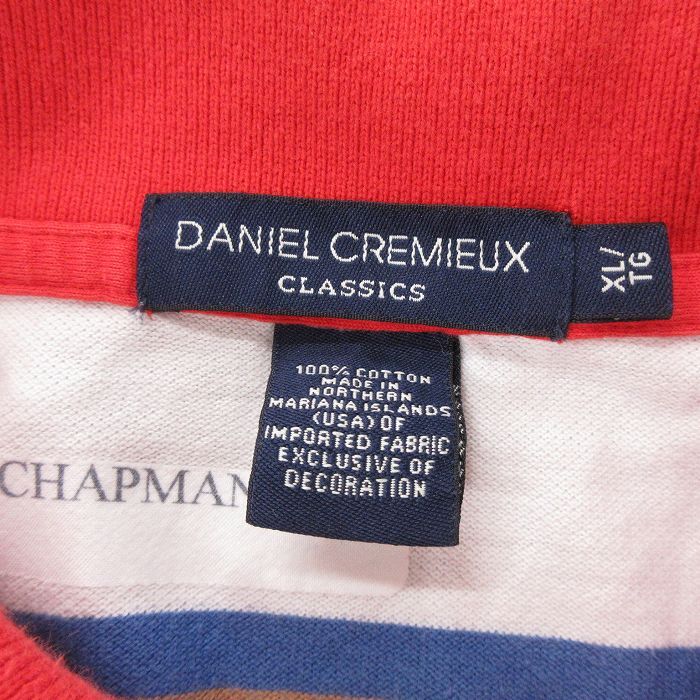 DANIEL CREMIEUX
CLASSICS
XL/
TG
100% COTTON
MADE IN
NORTHERN
MARIANA ISLANDS
(USA) OF
IMPORTED FABRIC
EXCLUSIVE OF
DECORATION
CHAPMAN